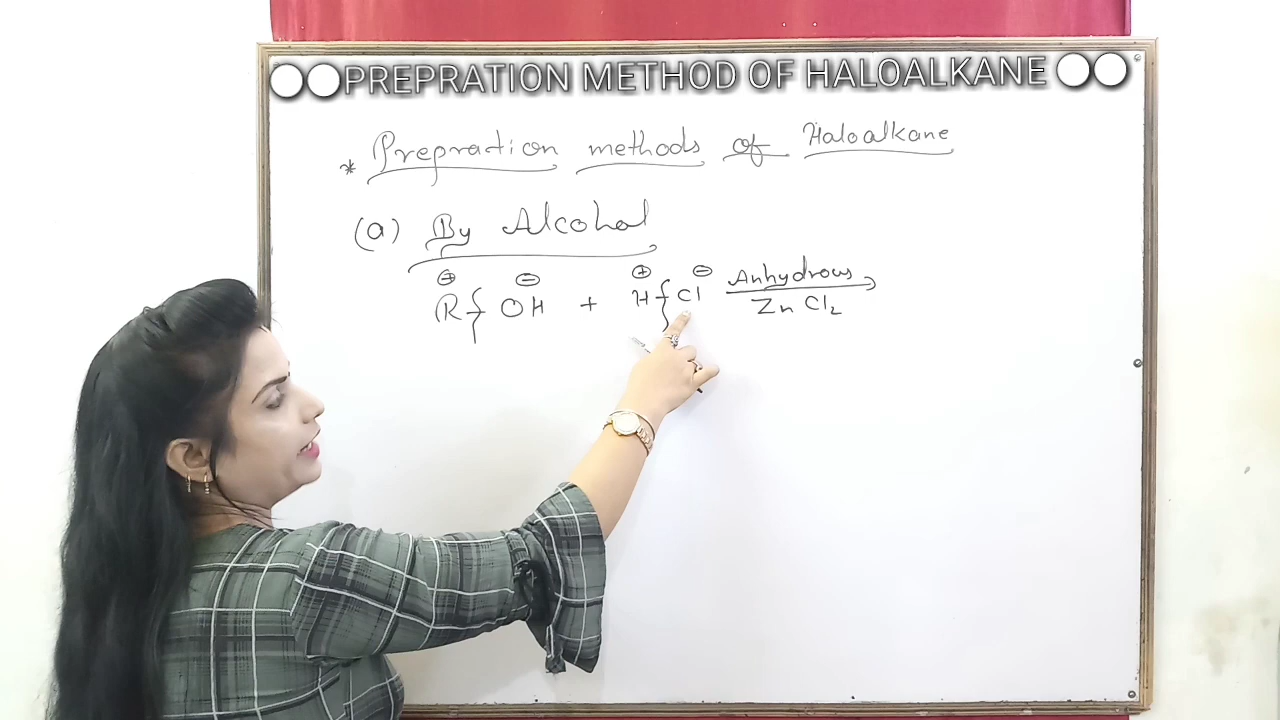 PREPRATION METHOD OF HALOALKANE
* Prepration methods of Haloalkane
(a) By Alcohol
⊕ ⊖ ⊕ ⊖ Anhydrous
R{OH + H{Cl ZnCl₂